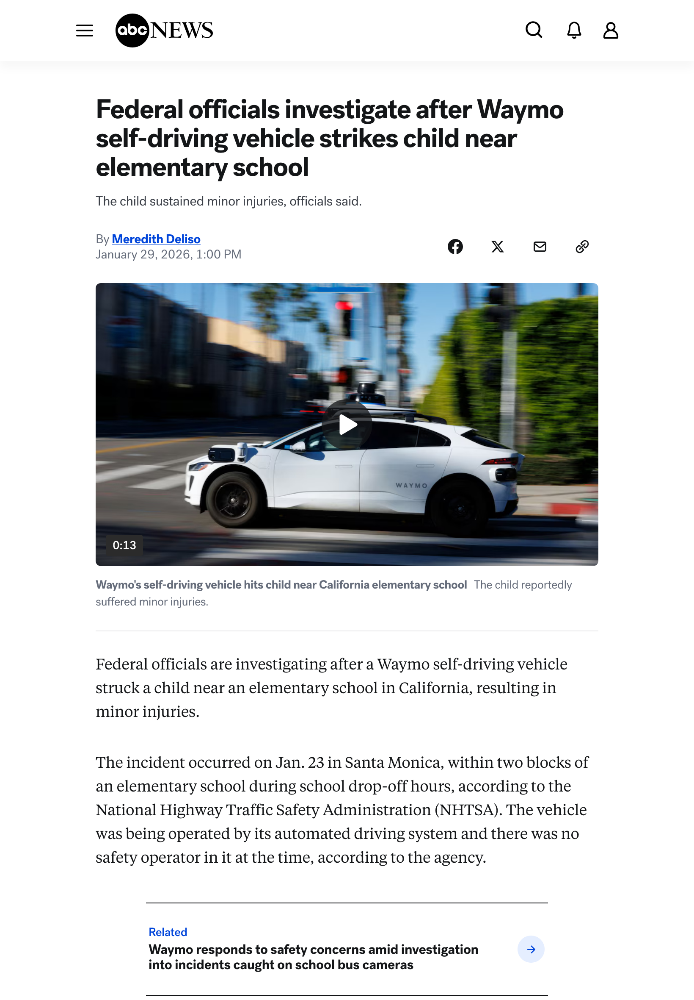 abc NEWS
Federal officials investigate after Waymo
self-driving vehicle strikes child near
elementary school
The child sustained minor injuries, officials said.
By Meredith Deliso
January 29, 2026, 1:00 PM
WAYMO
0:13
Waymo's self-driving vehicle hits child near California elementary school The child reportedly
suffered minor injuries.
Federal officials are investigating after a Waymo self-driving vehicle
struck a child near an elementary school in California, resulting in
minor injuries.
The incident occurred on Jan. 23 in Santa Monica, within two blocks of
an elementary school during school drop-off hours, according to the
National Highway Traffic Safety Administration (NHTSA). The vehicle
was being operated by its automated driving system and there was no
safety operator in it at the time, according to the agency.
Related
Waymo responds to safety concerns amid investigation
into incidents caught on school bus cameras